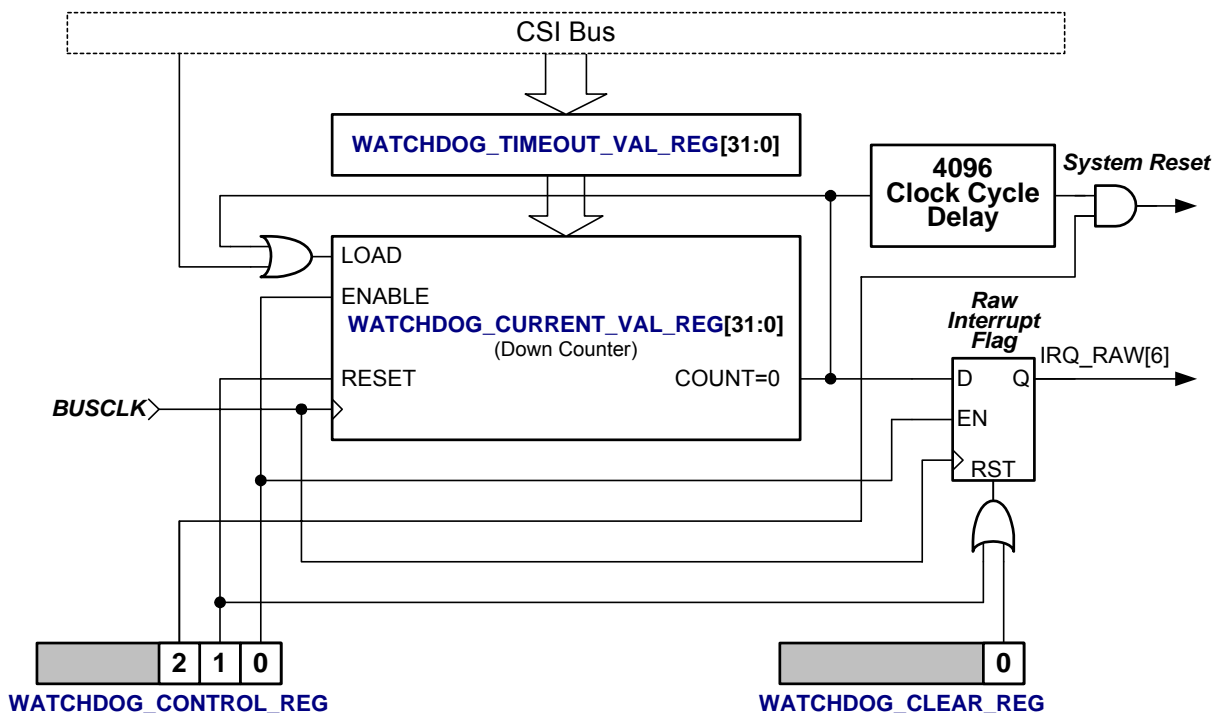 CSI Bus
WATCHDOG_TIMEOUT_VAL_REG[31:0]
4096
Clock Cycle
Delay
System Reset
LOAD
ENABLE
WATCHDOG_CURRENT_VAL_REG[31:0]
(Down Counter)
RESET
COUNT=0
BUSCLK
Raw
Interrupt
Flag
IRQ_RAW[6]
D
Q
EN
RST
2 1 0
WATCHDOG_CONTROL_REG
0
WATCHDOG_CLEAR_REG